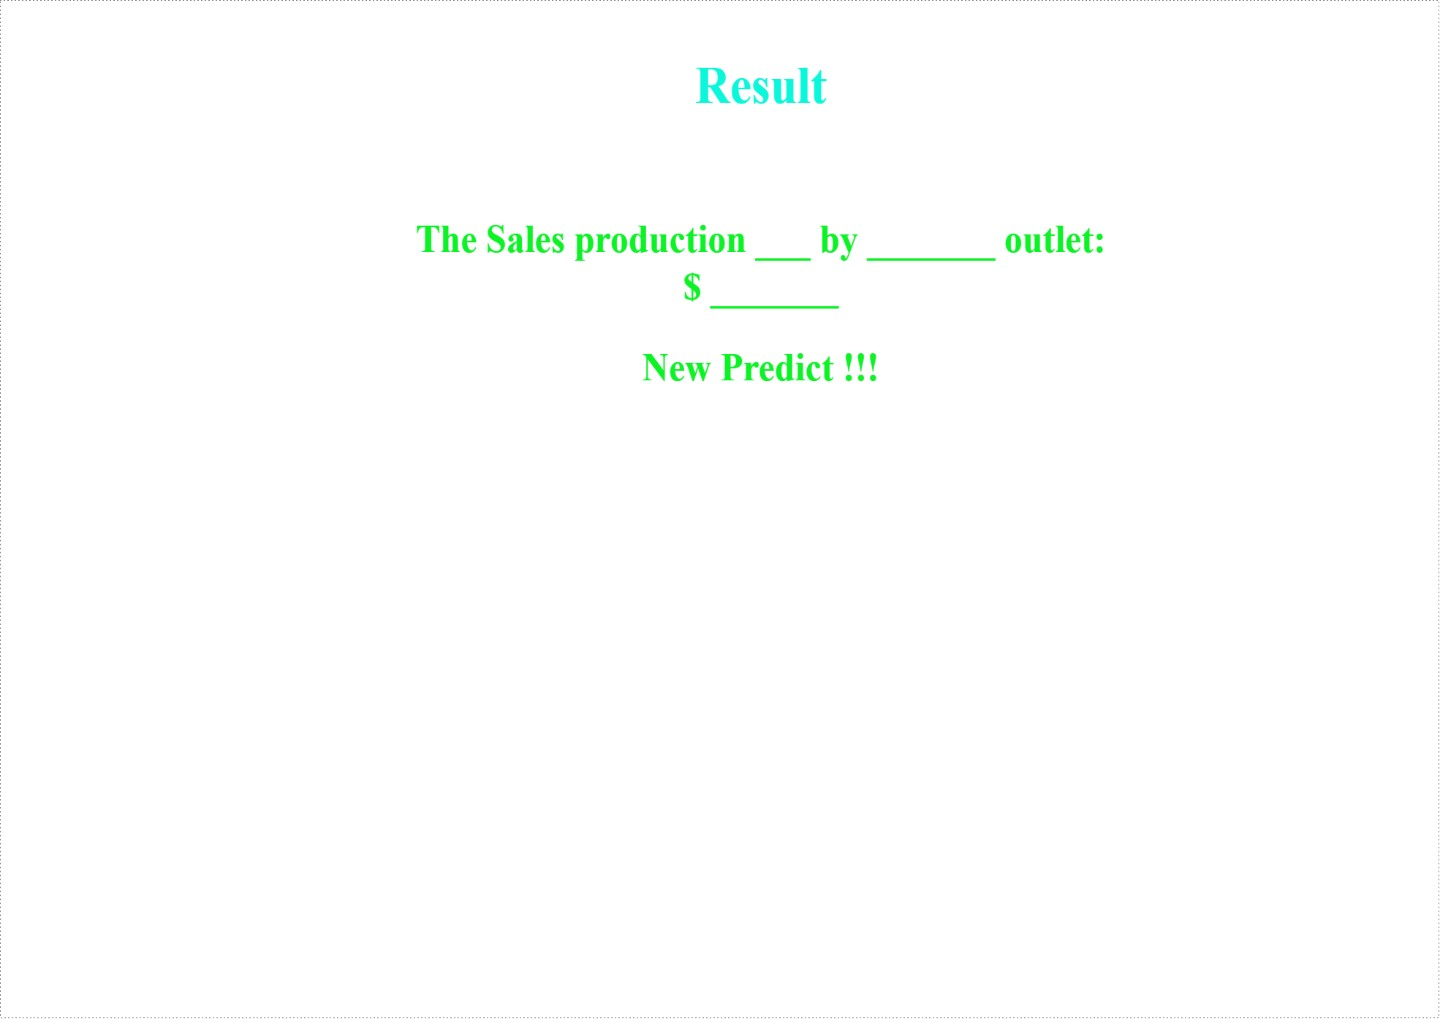 Result
The Sales production ___ by _______ outlet:
$ _______
New Predict !!!